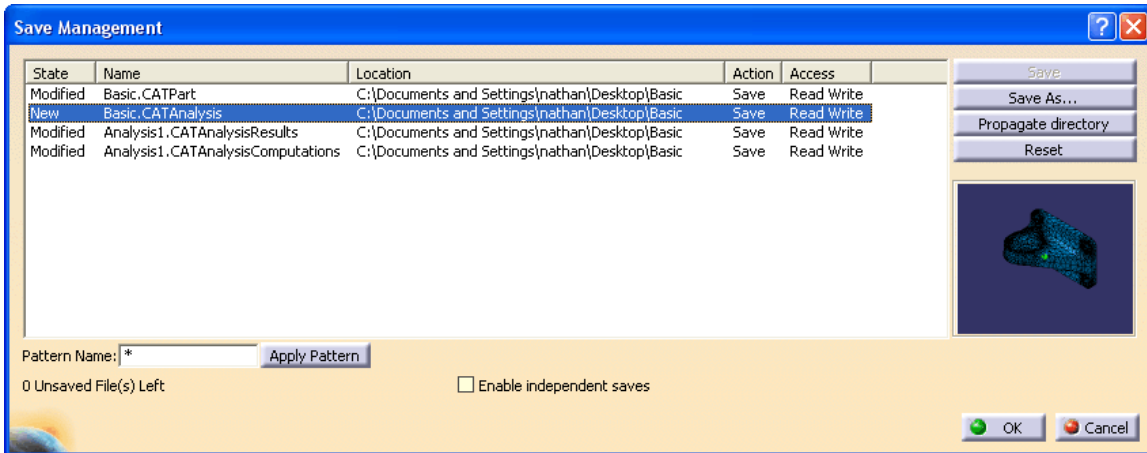 Save Management
State Name Location Action Access
Modified Basic.CATPart C:\Documents and Settings\nathan\Desktop\Basic Save Read Write
New Basic.CATAnalysis C:\Documents and Settings\nathan\Desktop\Basic Save Read Write
Modified Analysis1.CATAnalysisResults C:\Documents and Settings\nathan\Desktop\Basic Save Read Write
Modified Analysis1.CATAnalysisComputations C:\Documents and Settings\nathan\Desktop\Basic Save Read Write
Save
Save As...
Propagate directory
Reset
Pattern Name: * Apply Pattern
0 Unsaved File(s) Left Enable independent saves
OK Cancel